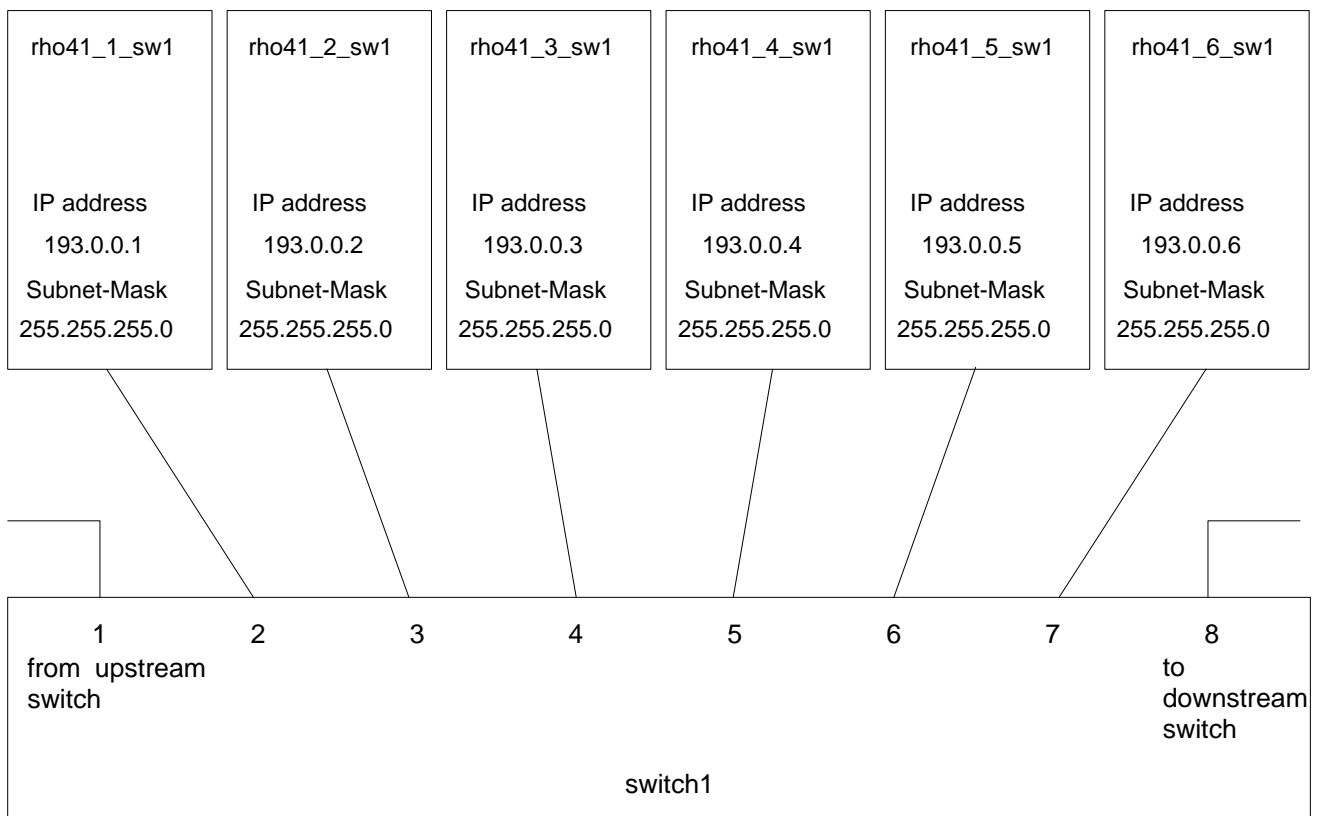 rho41_1_sw1
IP address
193.0.0.1
Subnet-Mask
255.255.255.0
rho41_2_sw1
IP address
193.0.0.2
Subnet-Mask
255.255.255.0
rho41_3_sw1
IP address
193.0.0.3
Subnet-Mask
255.255.255.0
rho41_4_sw1
IP address
193.0.0.4
Subnet-Mask
255.255.255.0
rho41_5_sw1
IP address
193.0.0.5
Subnet-Mask
255.255.255.0
rho41_6_sw1
IP address
193.0.0.6
Subnet-Mask
255.255.255.0
1 2 3 4 5 6 7 8
from upstream
switch
to
downstream
switch
switch1